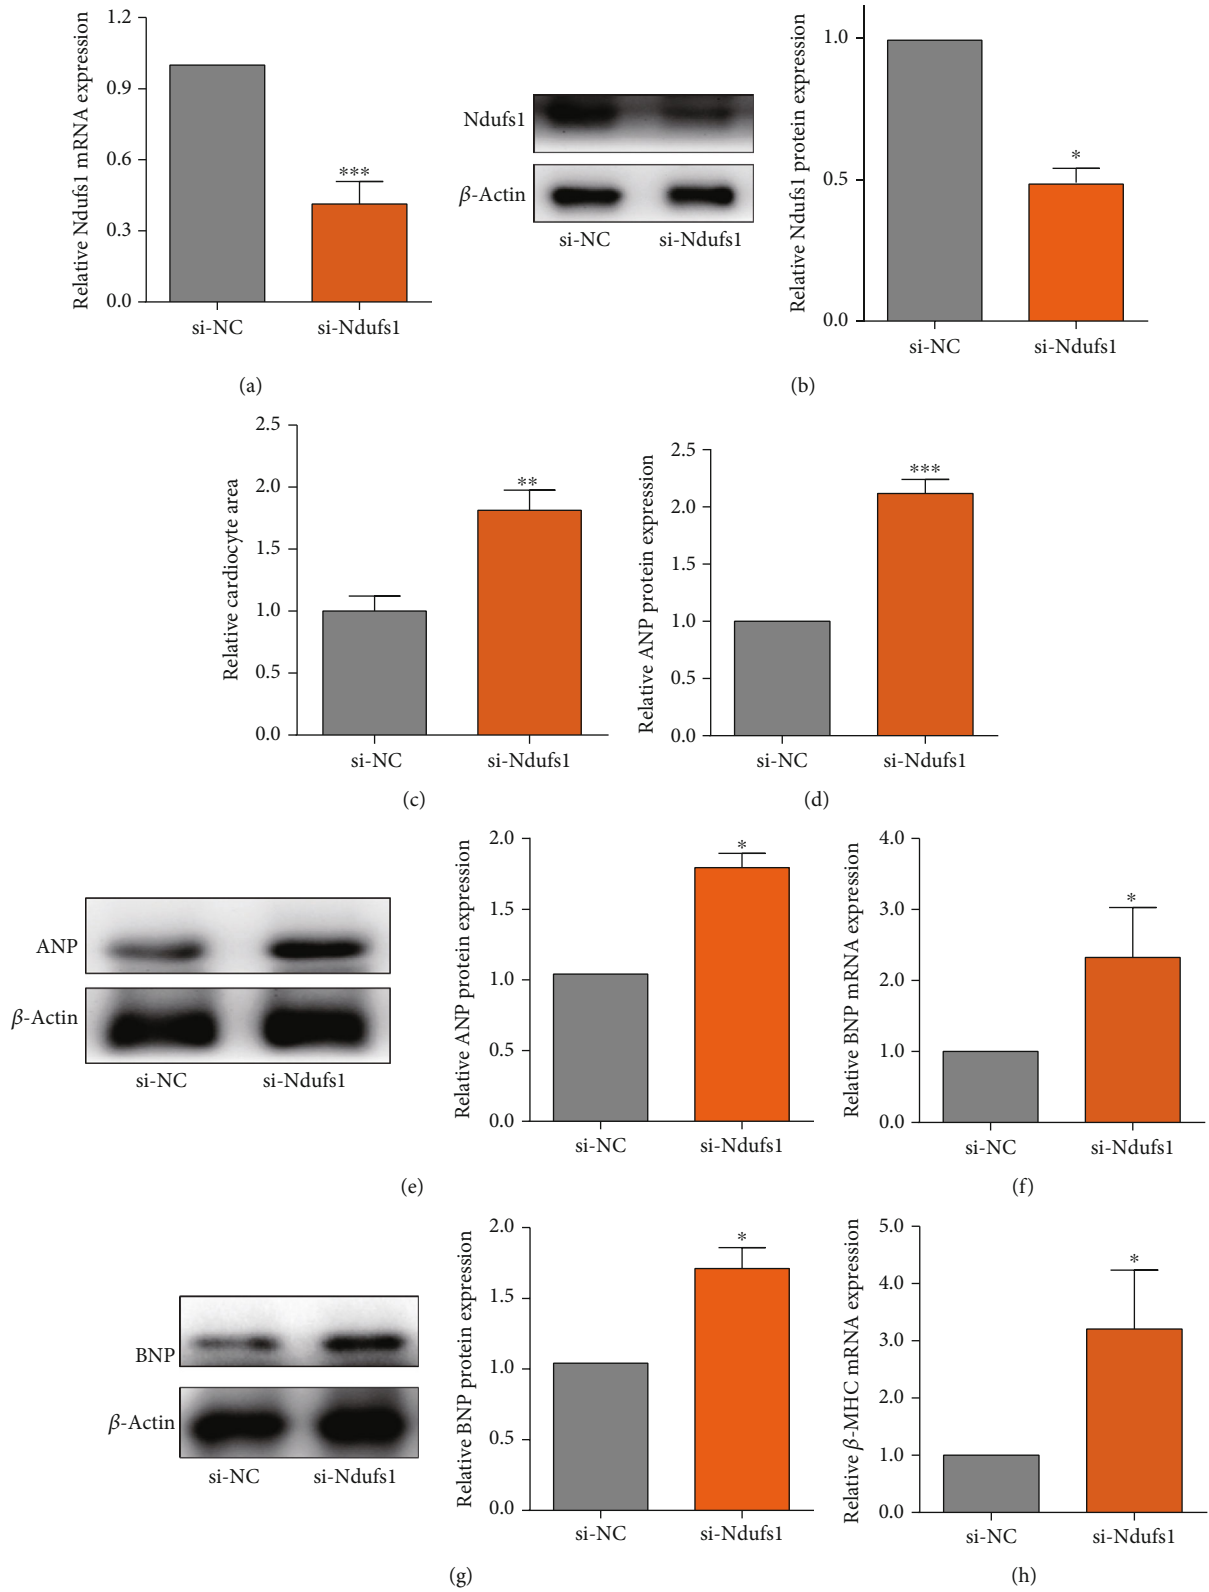 Relative Ndufs1 mRNA expression
1.2
0.9
0.6
0.3
0.0
***
si-NC
si-Ndufs1
(a)
Ndufs1
β-Actin
si-NC
si-Ndufs1
Relative Ndufs1 protein expression
1.0
0.5
0.0
*
si-NC
si-Ndufs1
(b)
Relative cardiocyte area
2.5
2.0
1.5
1.0
0.5
0.0
**
si-NC
si-Ndufs1
(c)
Relative ANP protein expression
2.5
2.0
1.5
1.0
0.5
0.0
***
si-NC
si-Ndufs1
(d)
ANP
β-Actin
si-NC
si-Ndufs1
Relative ANP protein expression
2.0
1.5
1.0
0.5
0.0
*
si-NC
si-Ndufs1
(e)
Relative BNP mRNA expression
4.0
3.0
2.0
1.0
0.0
*
si-NC
si-Ndufs1
(f)
BNP
β-Actin
si-NC
si-Ndufs1
Relative BNP protein expression
2.0
1.5
1.0
0.5
0.0
*
si-NC
si-Ndufs1
(g)
Relative β-MHC mRNA expression
5.0
4.0
3.0
2.0
1.0
0.0
*
si-NC
si-Ndufs1
(h)